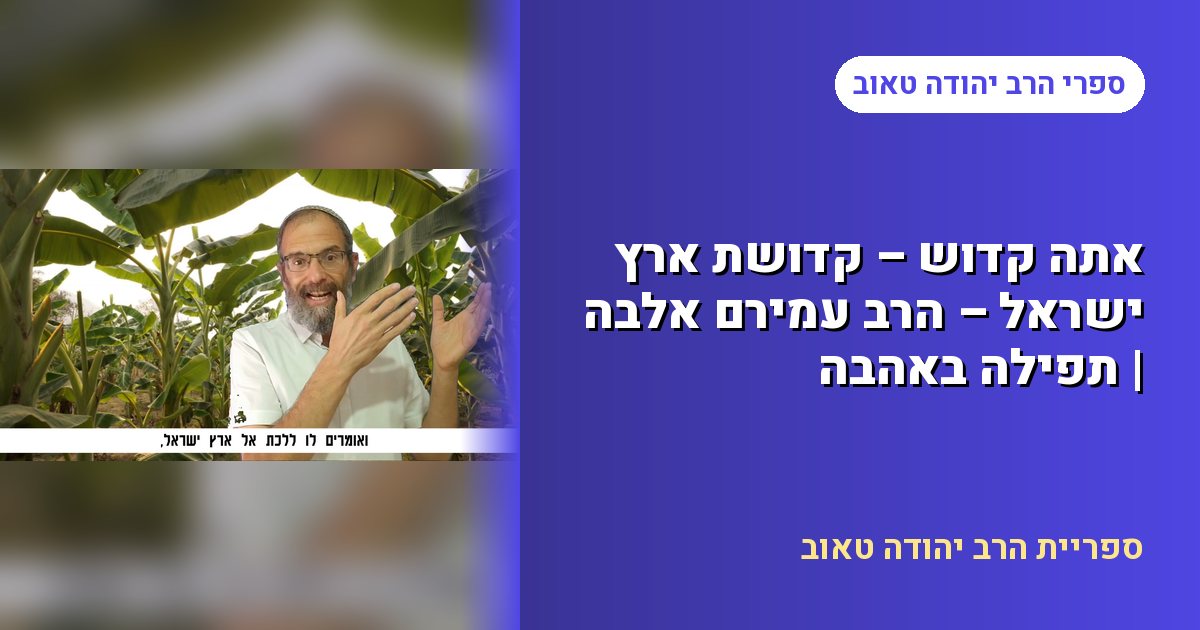 ספרי הרב יהודה טאוב
אתה קדוש – קדושת ארץ
ישראל – הרב עמירם אלבה
| תפילה באהבה
ואומרים לו ללכת אל ארץ ישראל,
ספריית הרב יהודה טאוב